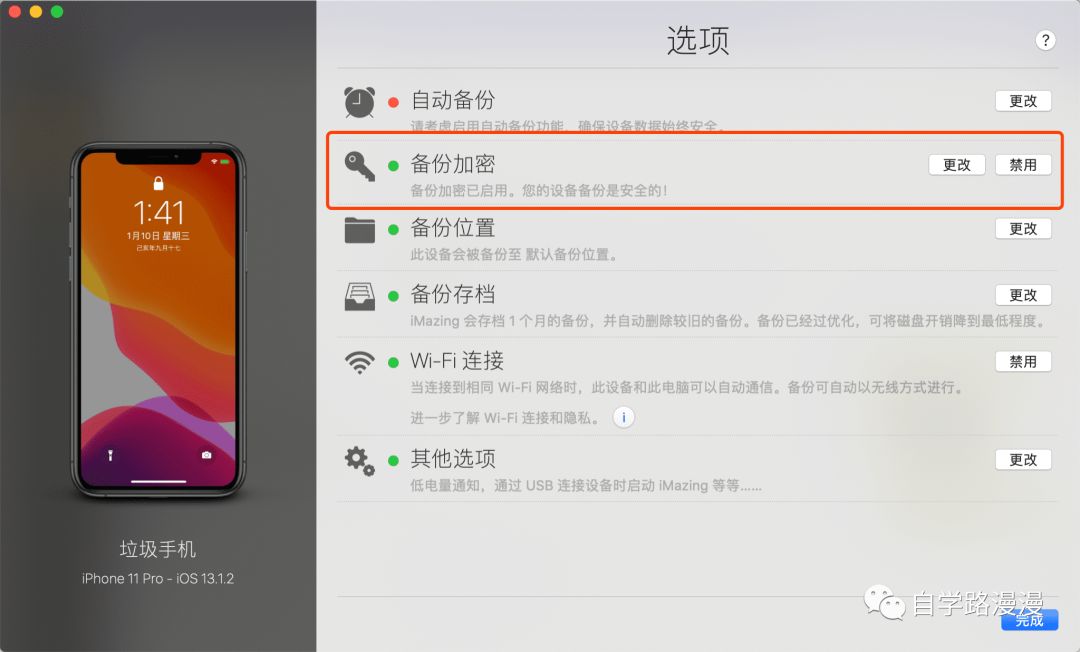 选项
?
自动备份
更改
请考虑启用自动备份功能，确保设备数据始终安全。
备份加密
更改
禁用
备份加密已启用。您的设备备份是安全的！
备份位置
更改
此设备会被备份至 默认备份位置。
备份存档
更改
iMazing 会存档 1 个月的备份，并自动删除较旧的备份。备份已经过优化，可将磁盘开销降到最低程度。
Wi-Fi 连接
禁用
当连接到相同 Wi-Fi 网络时，此设备和此电脑可以自动通信。备份可自动以无线方式进行。
进一步了解 Wi-Fi 连接和隐私。
i
其他选项
更改
低电量通知，通过 USB 连接设备时启动 iMazing 等等......
1:41
1月10日 星期三
己亥年九月十七
垃圾手机
iPhone 11 Pro - iOS 13.1.2
自学路漫漫
完成